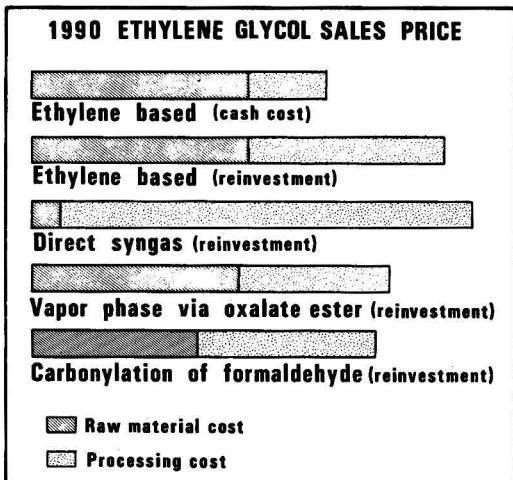 1990 ETHYLENE GLYCOL SALES PRICE
Ethylene based (cash cost)
Ethylene based (reinvestment)
Direct syngas (reinvestment)
Vapor phase via oxalate ester (reinvestment)
Carbonylation of formaldehyde (reinvestment)
Raw material cost
Processing cost